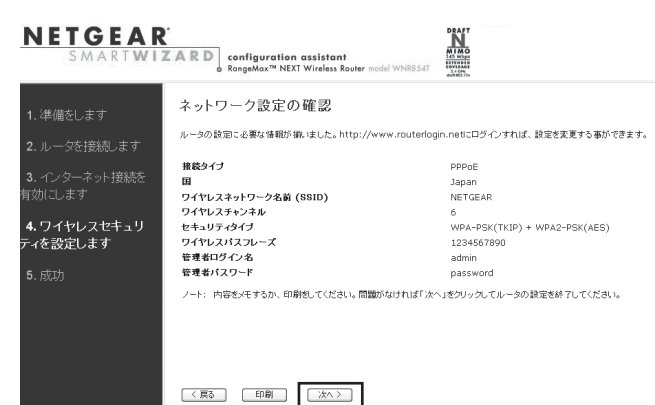 NETGEAR
SMARTWIZARD configuration assistant
RangeMax™ NEXT Wireless Router model WNR854T
DRAFT
N
MIMO
EXTENDED
1. 準備をします
2. ルータを接続します
3. インターネット接続を
有効にします
4. ワイヤレスセキュリ
ティを設定します
5. 成功
ネットワーク設定の確認
ルータの設定に必要な情報が揃いました。http://www.routerlogin.netにログインすれば、設定を変更する事ができます。
接続タイプ PPPoE
国 Japan
ワイヤレスネットワーク名前 (SSID) NETGEAR
ワイヤレスチャンネル 6
セキュリティタイプ WPA-PSK(TKIP) + WPA2-PSK(AES)
ワイヤレスパスフレーズ 1234567890
管理者ログイン名 admin
管理者パスワード password
ノート: 内容をメモするか、印刷をしてください。問題がなければ「次へ」をクリックしてルータの設定を終了してください。
< 戻る 印刷 次へ >